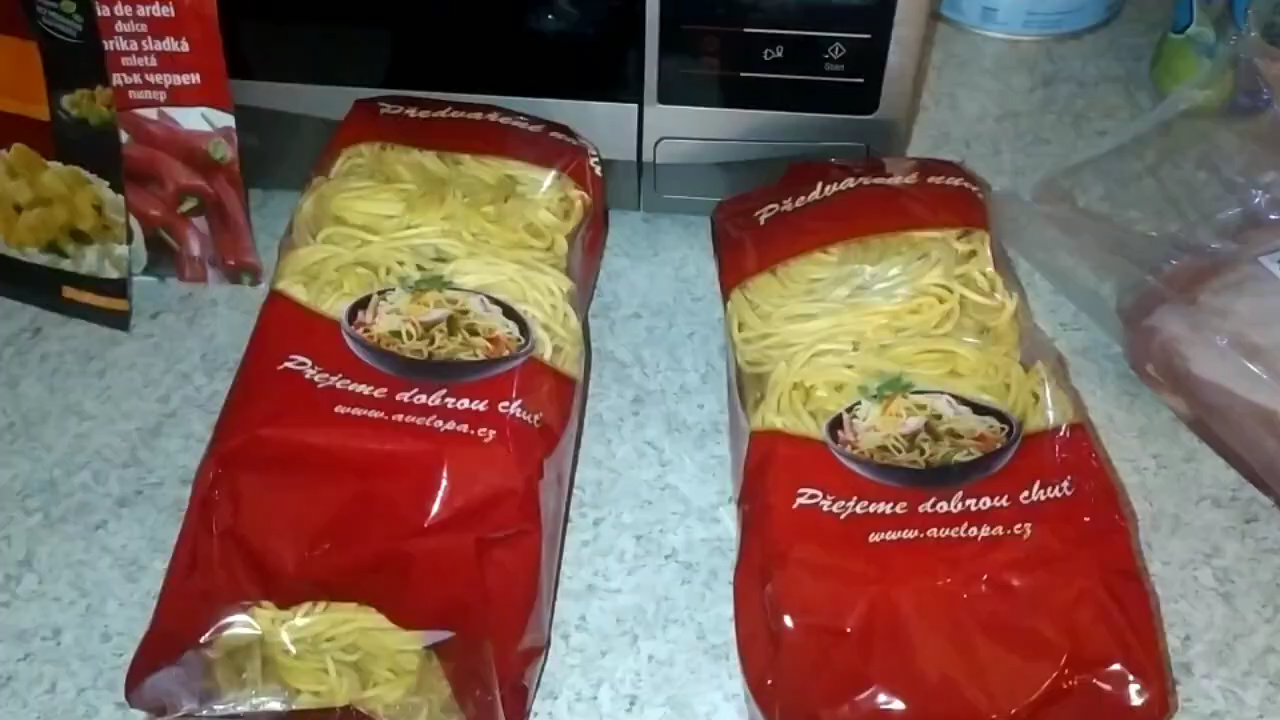 ia de ardei
dulce
rika sladká
mletá
дък червен
пипер
Start
Předvařené
Přejeme dobrou chuť
www.avelopa.cz
Předvařené
Přejeme dobrou chuť
www.avelopa.cz